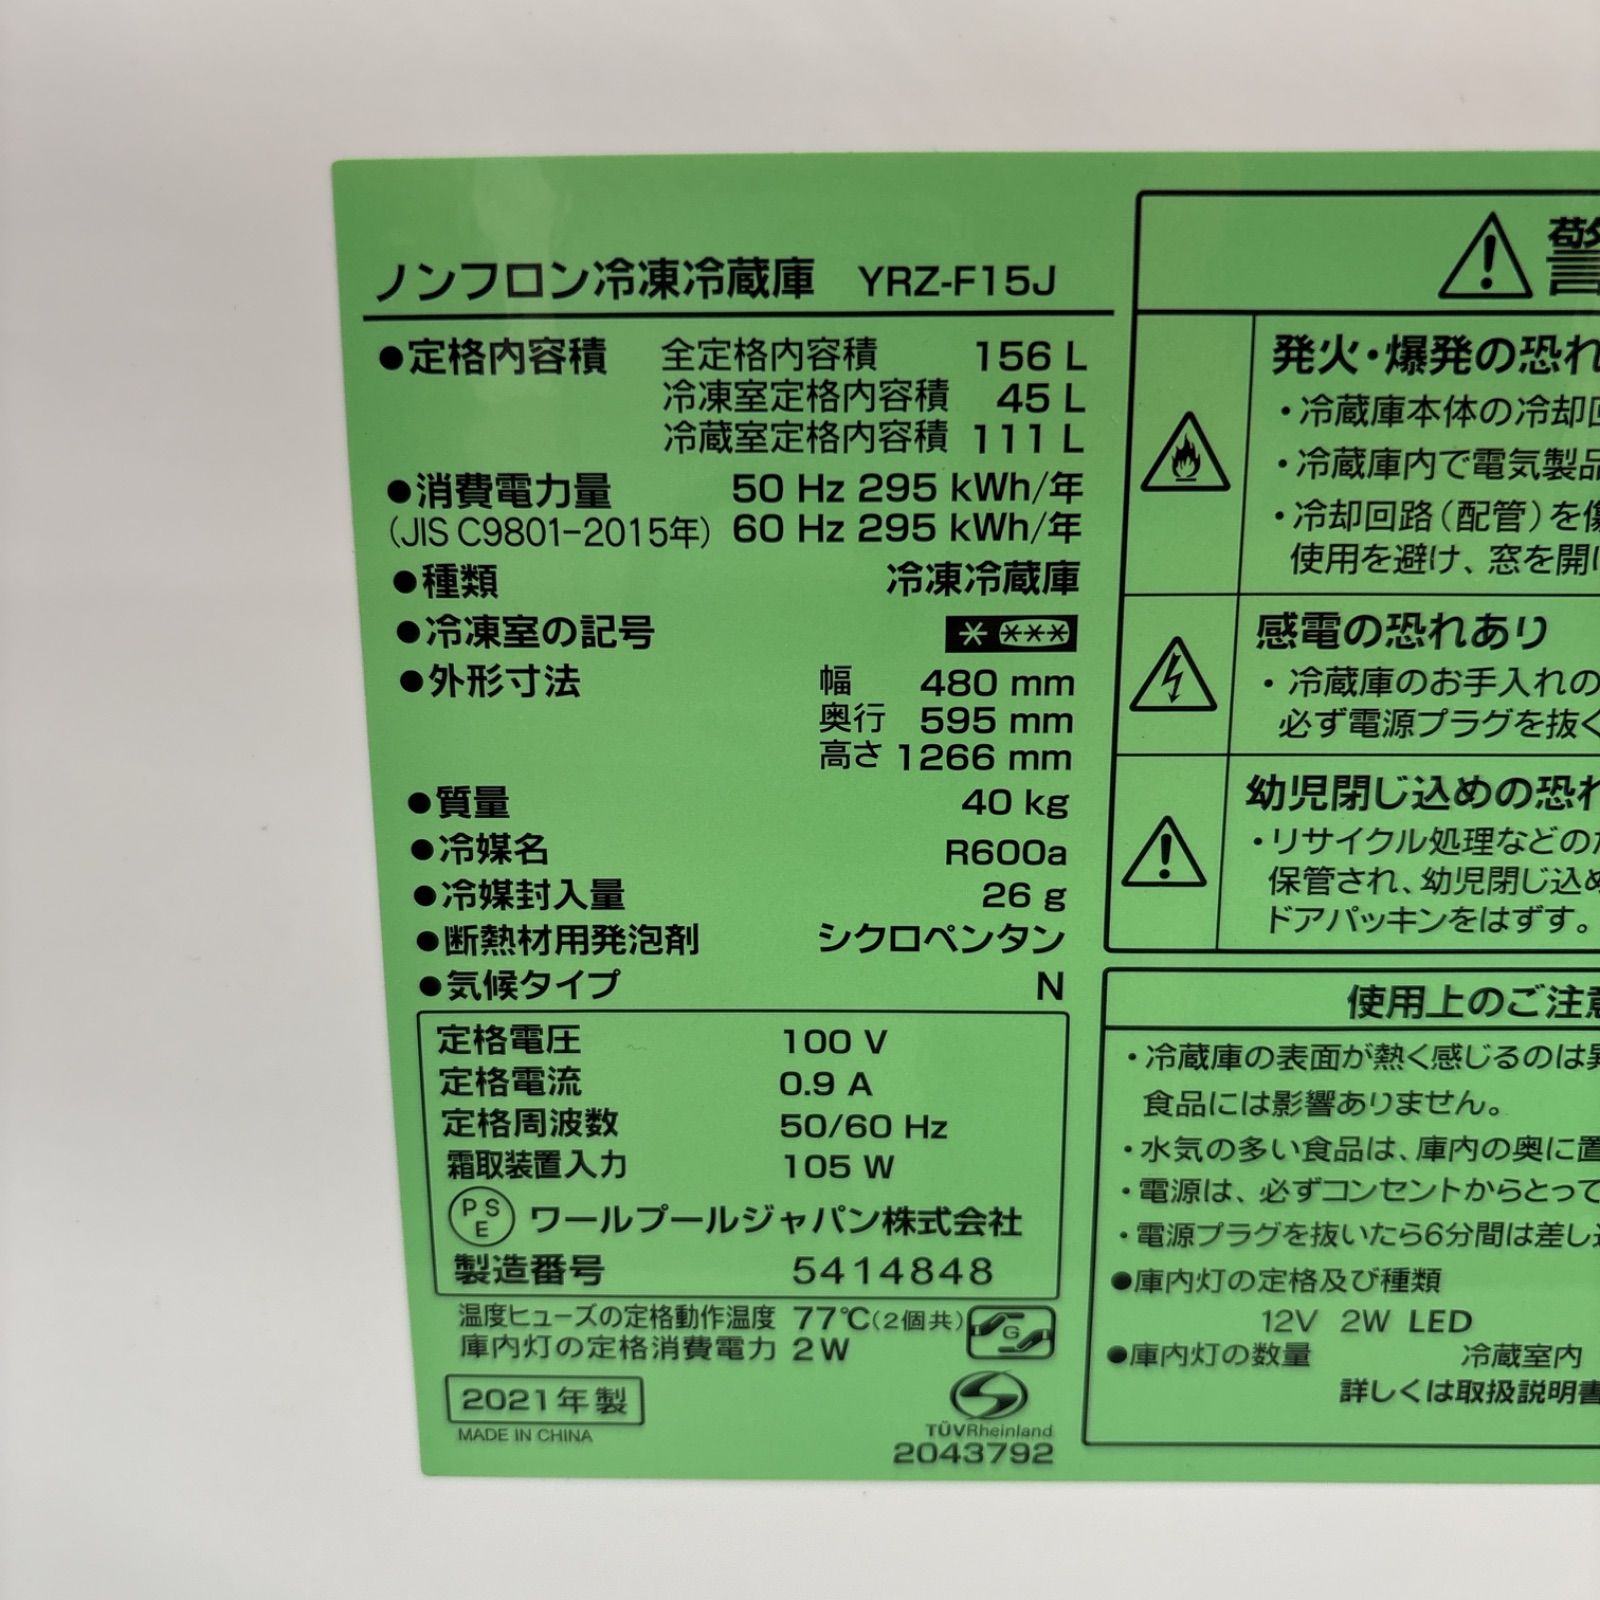 ノンフロン冷凍冷蔵庫 YRZ-F15J
●定格内容積 全定格内容積 156 L
冷凍室定格内容積 45 L
冷蔵室定格内容積 111 L
●消費電力量 50 Hz 295 kWh/年
(JIS C9801-2015年) 60 Hz 295 kWh/年
●種類 冷凍冷蔵庫
●冷凍室の記号
●外形寸法 幅 480 mm
奥行 595 mm
高さ 1266 mm
●質量 40 kg
●冷媒名 R600a
●冷媒封入量 26 g
●断熱材用発泡剤 シクロペンタン
●気候タイプ N
定格電圧 100 V
定格電流 0.9 A
定格周波数 50/60 Hz
霜取装置入力 105 W
PSE ワールプールジャパン株式会社
製造番号 5414848
温度ヒューズの定格動作温度 77℃(2個共)
庫内灯の定格消費電力 2W
G
2021年製
MADE IN CHINA
TÜVRheinland
2043792
警
発火・爆発の恐れ
・冷蔵庫本体の冷却
・冷蔵庫内で電気製品
・冷却回路(配管)を
使用を避け、窓を開
感電の恐れあり
・冷蔵庫のお手入れの
必ず電源プラグを抜く
幼児閉じ込めの恐れ
・リサイクル処理などの
保管され、幼児閉じ込め
ドアパッキンをはずす。
使用上のご注意
・冷蔵庫の表面が熱く感じるのは
食品には影響ありません。
・水気の多い食品は、庫内の奥に
・電源は、必ずコンセントからとって
・電源プラグを抜いたら6分間は差し
●庫内灯の定格及び種類
12V 2W LED
●庫内灯の数量 冷蔵室内
詳しくは取扱説明書